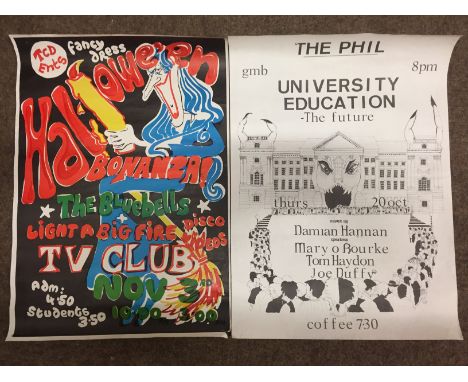 TCD
Ents
fancy
dress
Hallowe'en
BONANZA!
The Bluebells
+
LIGHT A BIG FIRE
DISCO
VIDEOS
TV CLUB
NOV 3RD
Adm:
4.50
Students
3.50
10.30 3.00
THE PHIL
gmb 8pm
UNIVERSITY
EDUCATION
-The future
thurs 20 oct
Damian Hannan
Mary o Rourke
Tom Haydon
Joe Duffy
coffee 7·30